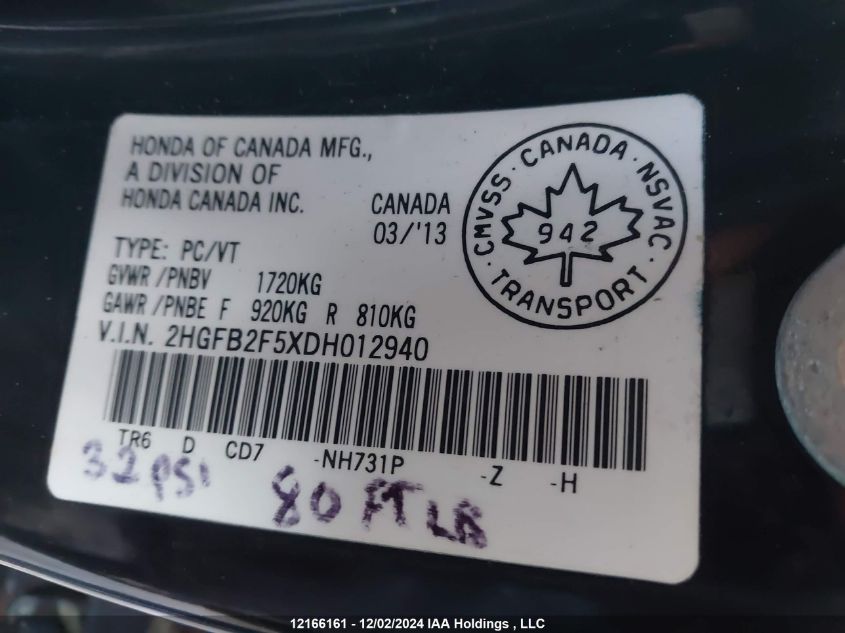 HONDA OF CANADA MFG.,
A DIVISION OF
HONDA CANADA INC.
CANADA
03/'13
CMVSS · CANADA · NSVAC · TRANSPORT ·
942
TYPE: PC/VT
GVWR/PNBV 1720KG
GAWR/PNBE F 920KG R 810KG
V.I.N. 2HGFB2F5XDH012940
TR6 D CD7 -NH731P -Z -H
32 PSI
80 FT LB
12166161 - 12/02/2024 IAA Holdings , LLC